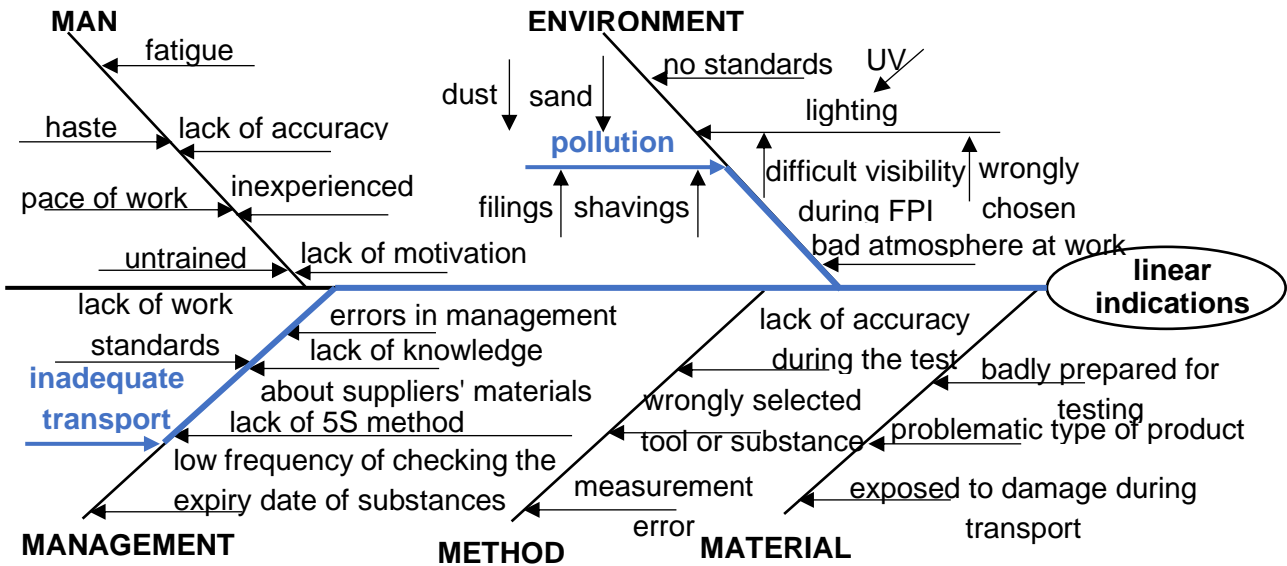 MAN
fatigue
haste
lack of accuracy
pace of work
inexperienced
untrained
lack of motivation
ENVIRONMENT
no standards
UV
dust
sand
lighting
pollution
difficult visibility
during FPI
wrongly
chosen
filings
shavings
bad atmosphere at work
linear
indications
lack of work
standards
errors in management
lack of knowledge
about suppliers' materials
inadequate
transport
lack of 5S method
low frequency of checking the
expiry date of substances
MANAGEMENT
lack of accuracy
during the test
wrongly selected
tool or substance
measurement
error
METHOD
badly prepared for
testing
problematic type of product
exposed to damage during
transport
MATERIAL